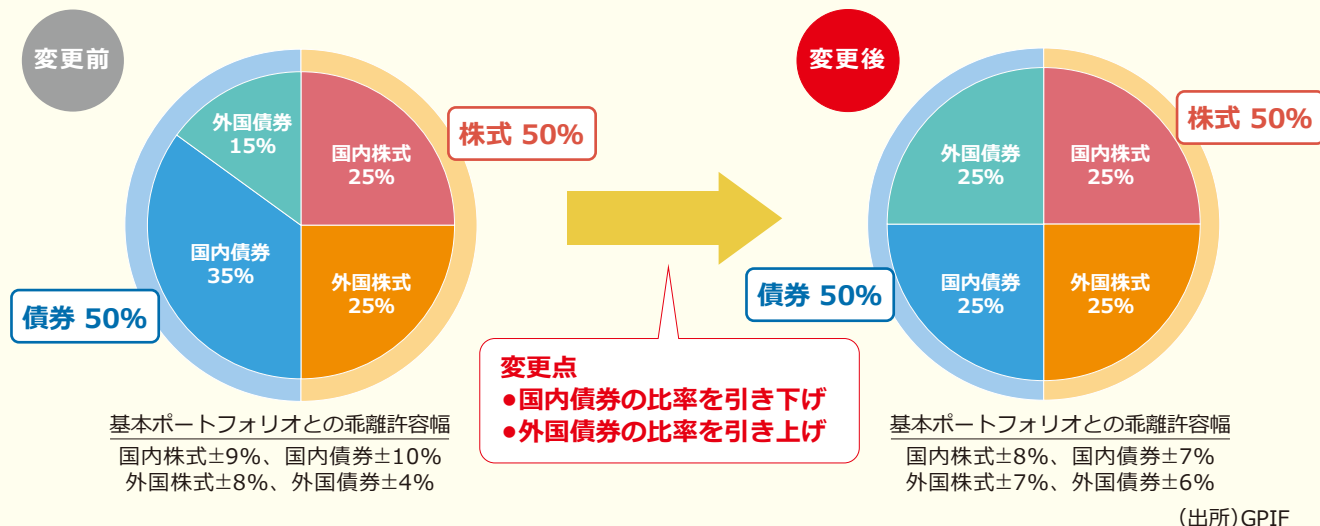 変更前
外国債券
15%
国内株式
25%
国内債券
35%
外国株式
25%
株式 50%
債券 50%
基本ポートフォリオとの乖離許容幅
国内株式±9%、国内債券±10%
外国株式±8%、外国債券±4%
変更点
●国内債券の比率を引き下げ
●外国債券の比率を引き上げ
変更後
外国債券
25%
国内株式
25%
国内債券
25%
外国株式
25%
株式 50%
債券 50%
基本ポートフォリオとの乖離許容幅
国内株式±8%、国内債券±7%
外国株式±7%、外国債券±6%
（出所）GPIF